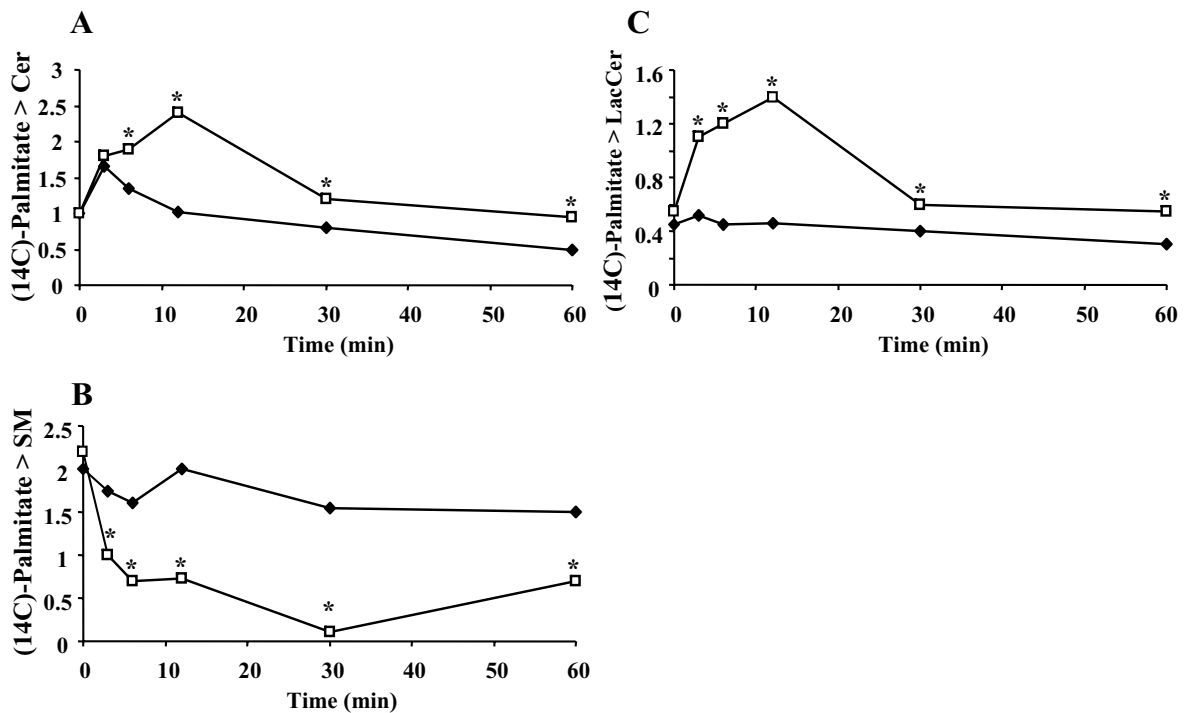 A
(14C)-Palmitate > Cer
3
2.5
2
1.5
1
0.5
0
* * * *
0 10 20 30 40 50 60
Time (min)
C
(14C)-Palmitate > LacCer
1.6
1.2
0.8
0.4
0
* * * * *
0 10 20 30 40 50 60
Time (min)
B
(14C)-Palmitate > SM
2.5
2
1.5
1
0.5
0
* * * * *
0 10 20 30 40 50 60
Time (min)